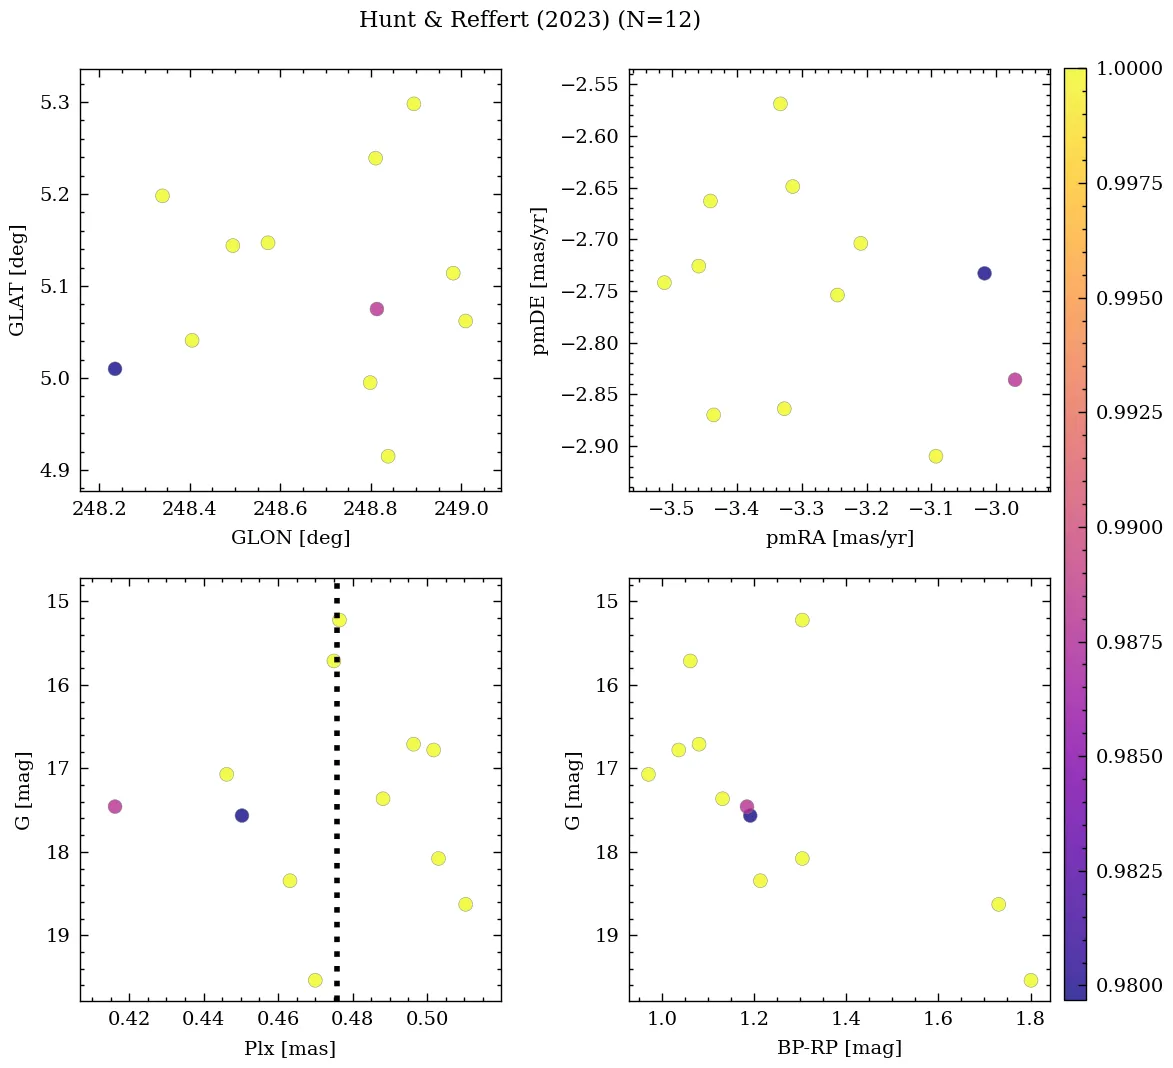 Hunt & Reffert (2023) (N=12)
5.3
5.2
5.1
5.0
4.9
GLAT [deg]
248.2 248.4 248.6 248.8 249.0
GLON [deg]
−2.55
−2.60
−2.65
−2.70
−2.75
−2.80
−2.85
−2.90
pmDE [mas/yr]
−3.5 −3.4 −3.3 −3.2 −3.1 −3.0
pmRA [mas/yr]
15
16
17
18
19
G [mag]
0.42 0.44 0.46 0.48 0.50
Plx [mas]
15
16
17
18
19
G [mag]
1.0 1.2 1.4 1.6 1.8
BP-RP [mag]
1.0000
0.9975
0.9950
0.9925
0.9900
0.9875
0.9850
0.9825
0.9800